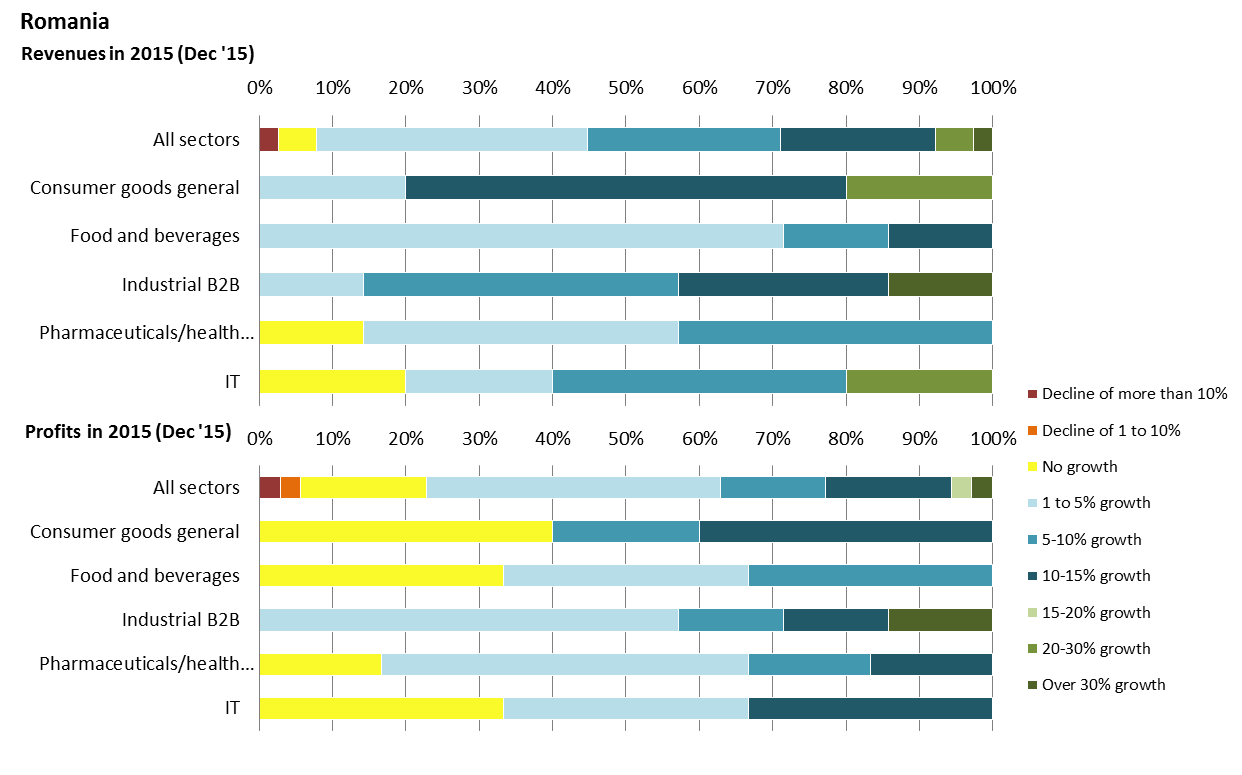 Romania
Revenues in 2015 (Dec '15)
0% 10% 20% 30% 40% 50% 60% 70% 80% 90% 100%
All sectors
Consumer goods general
Food and beverages
Industrial B2B
Pharmaceuticals/health...
IT
Profits in 2015 (Dec '15)
0% 10% 20% 30% 40% 50% 60% 70% 80% 90% 100%
All sectors
Consumer goods general
Food and beverages
Industrial B2B
Pharmaceuticals/health...
IT
Decline of more than 10%
Decline of 1 to 10%
No growth
1 to 5% growth
5-10% growth
10-15% growth
15-20% growth
20-30% growth
Over 30% growth